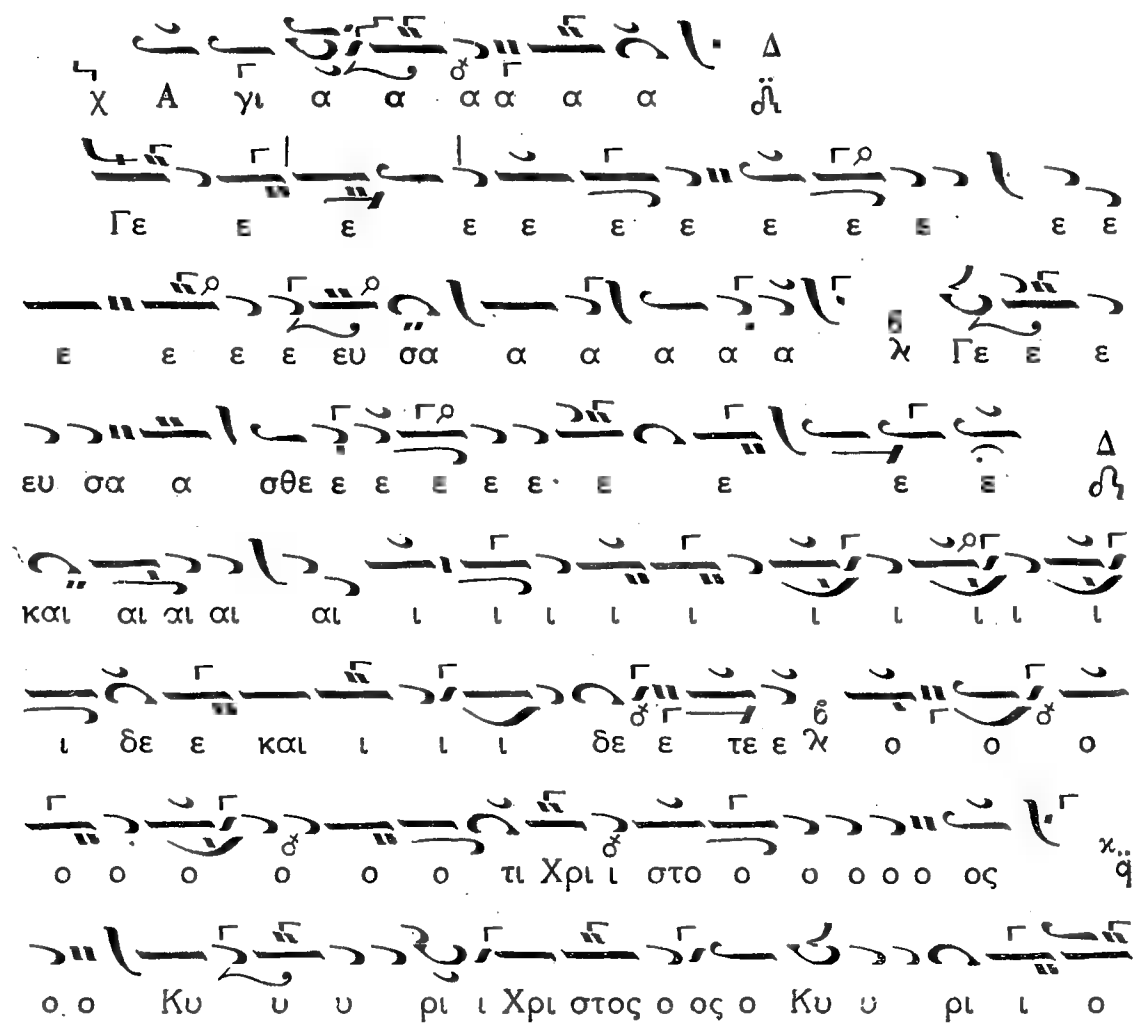 χ Α γι α α α α α α Δ
Γε ε ε ε ε ε ε ε ε ε ε ε
ε ε ε ε ευ σα α α α α α Γε ε ε
ευ σα α σθε ε ε ε ε ε ε ε ε ε Δ
και αι αι αι αι ι ι ι ι ι ι ι ι ι ι
ι δε ε και ι ι ι δε ε τε ε ο ο ο
ο ο ο ο ο ο τι Χρι ι στο ο ο ο ο ο ος
ο ο Κυ υ υ ρι ι Χρι στος ο ος ο Κυ υ ρι ι ο